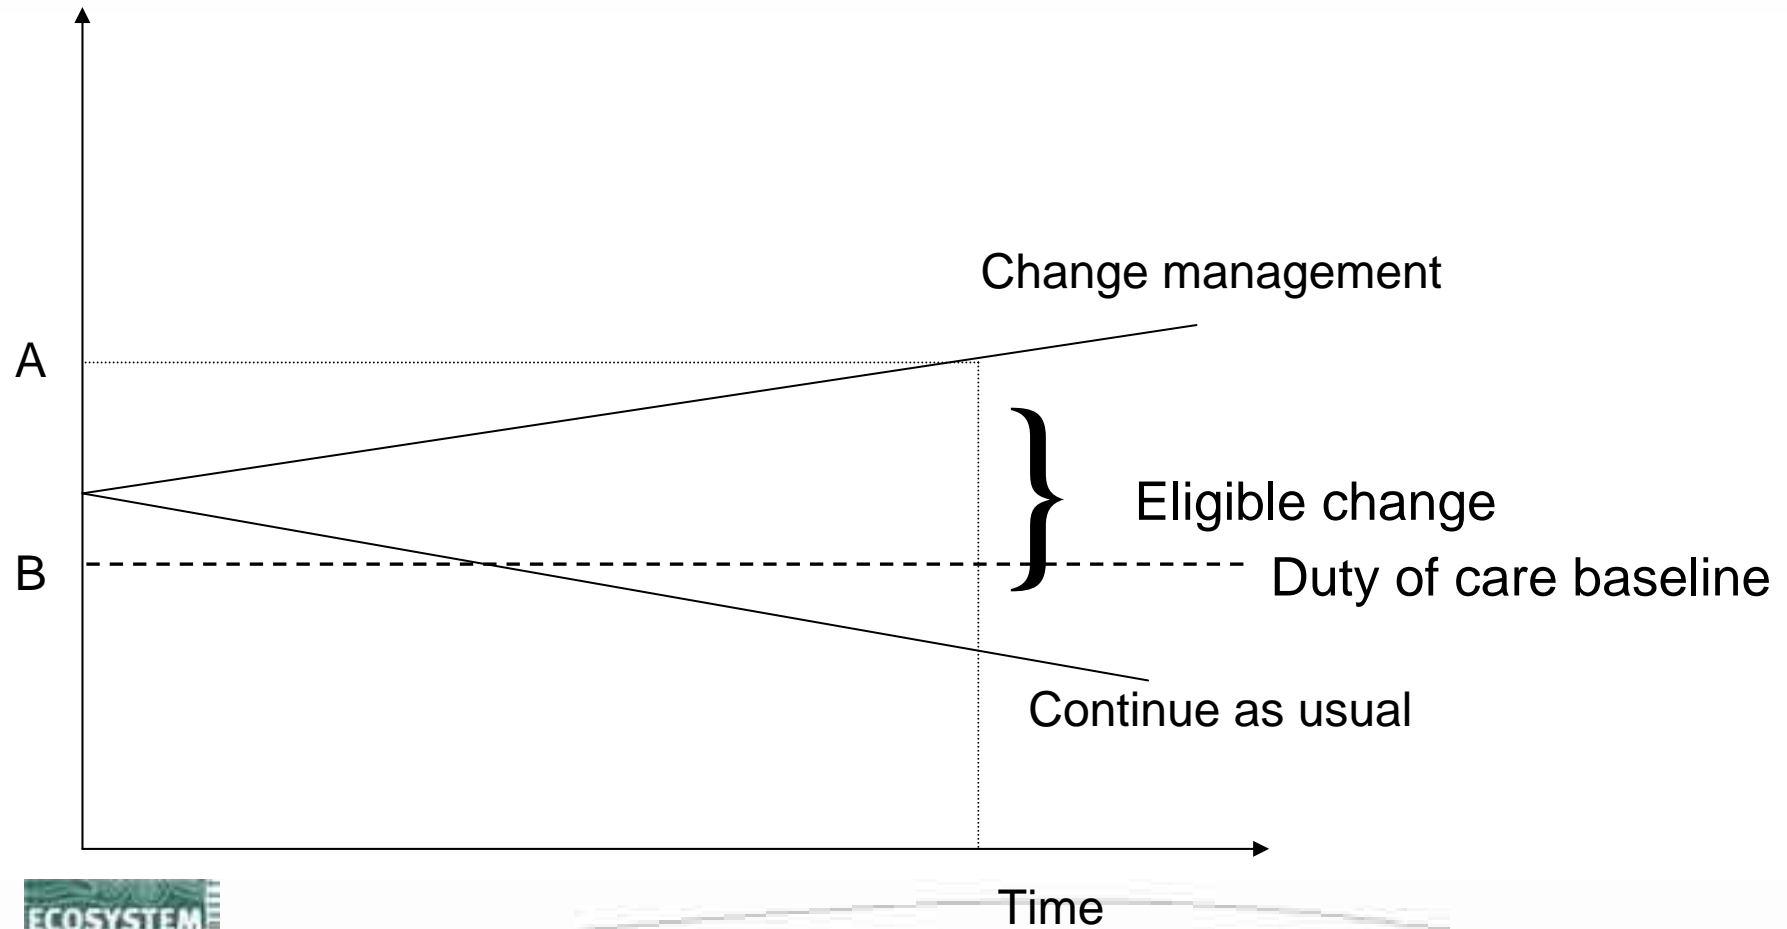 Change management
A
Eligible change
B
Duty of care baseline
Continue as usual
Time
ECOSYSTEM